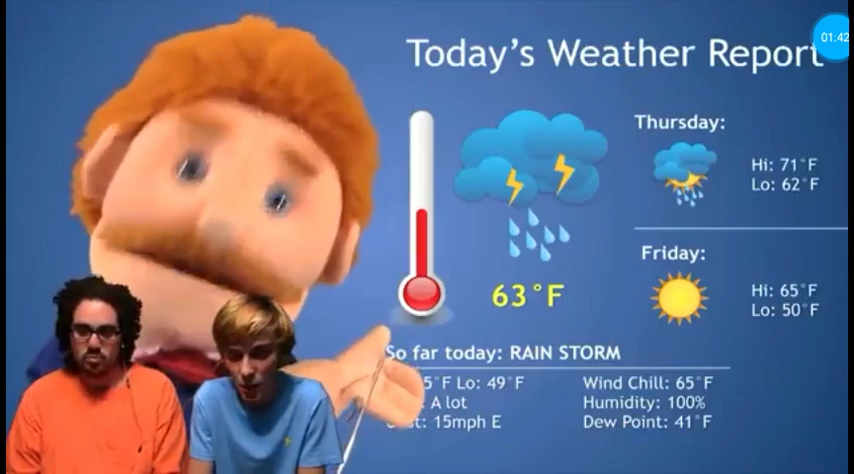 01:42
Today's Weather Report
Thursday:
Hi: 71°F
Lo: 62°F
63°F
Friday:
Hi: 65°F
Lo: 50°F
So far today: RAIN STORM
5°F Lo: 49°F
Wind Chill: 65°F
A lot
Humidity: 100%
15mph E
Dew Point: 41°F